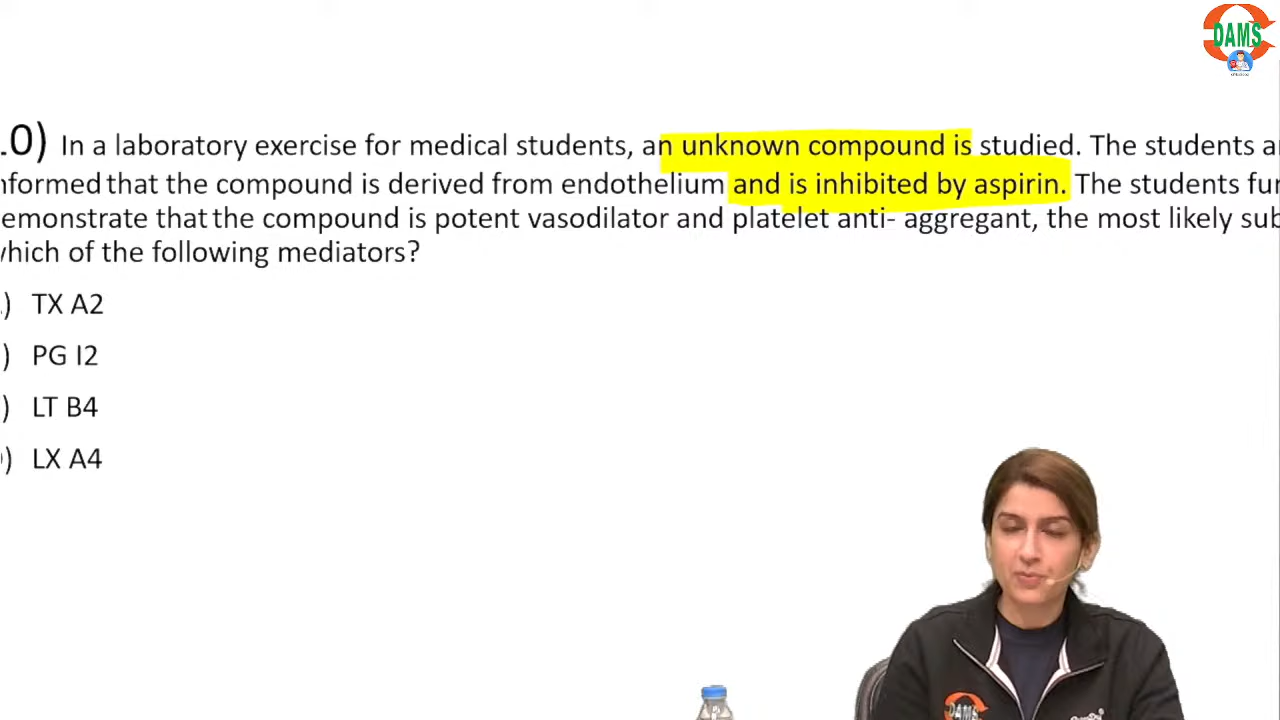 DAMS
.0) In a laboratory exercise for medical students, an unknown compound is studied. The students a
nformed that the compound is derived from endothelium and is inhibited by aspirin. The students fur
emonstrate that the compound is potent vasodilator and platelet anti- aggregant, the most likely sub
hich of the following mediators?
) TX A2
) PG I2
) LT B4
) LX A4
DAMS